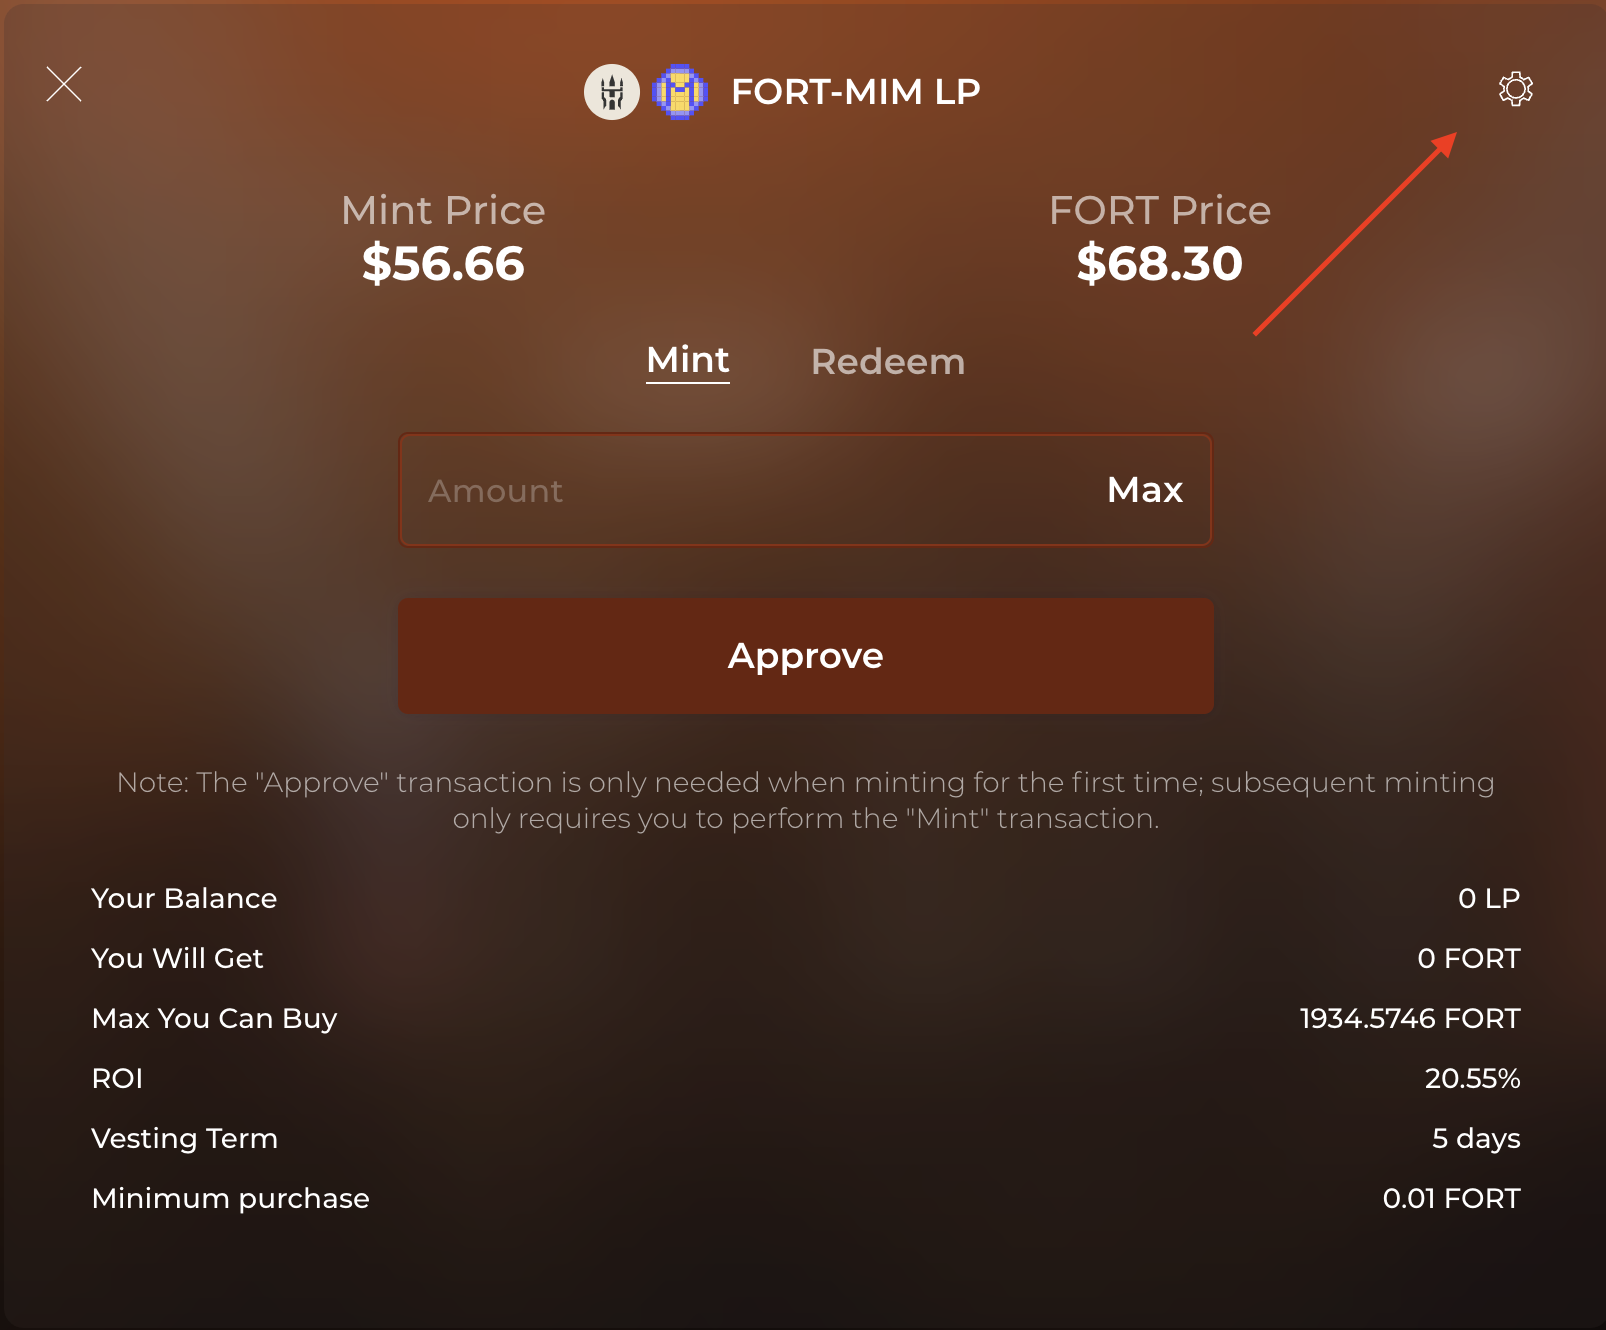 FORT-MIM LP
Mint Price
$56.66
FORT Price
$68.30
Mint
Redeem
Amount
Max
Approve
Note: The "Approve" transaction is only needed when minting for the first time; subsequent minting
only requires you to perform the "Mint" transaction.
Your Balance
0 LP
You Will Get
0 FORT
Max You Can Buy
1934.5746 FORT
ROI
20.55%
Vesting Term
5 days
Minimum purchase
0.01 FORT